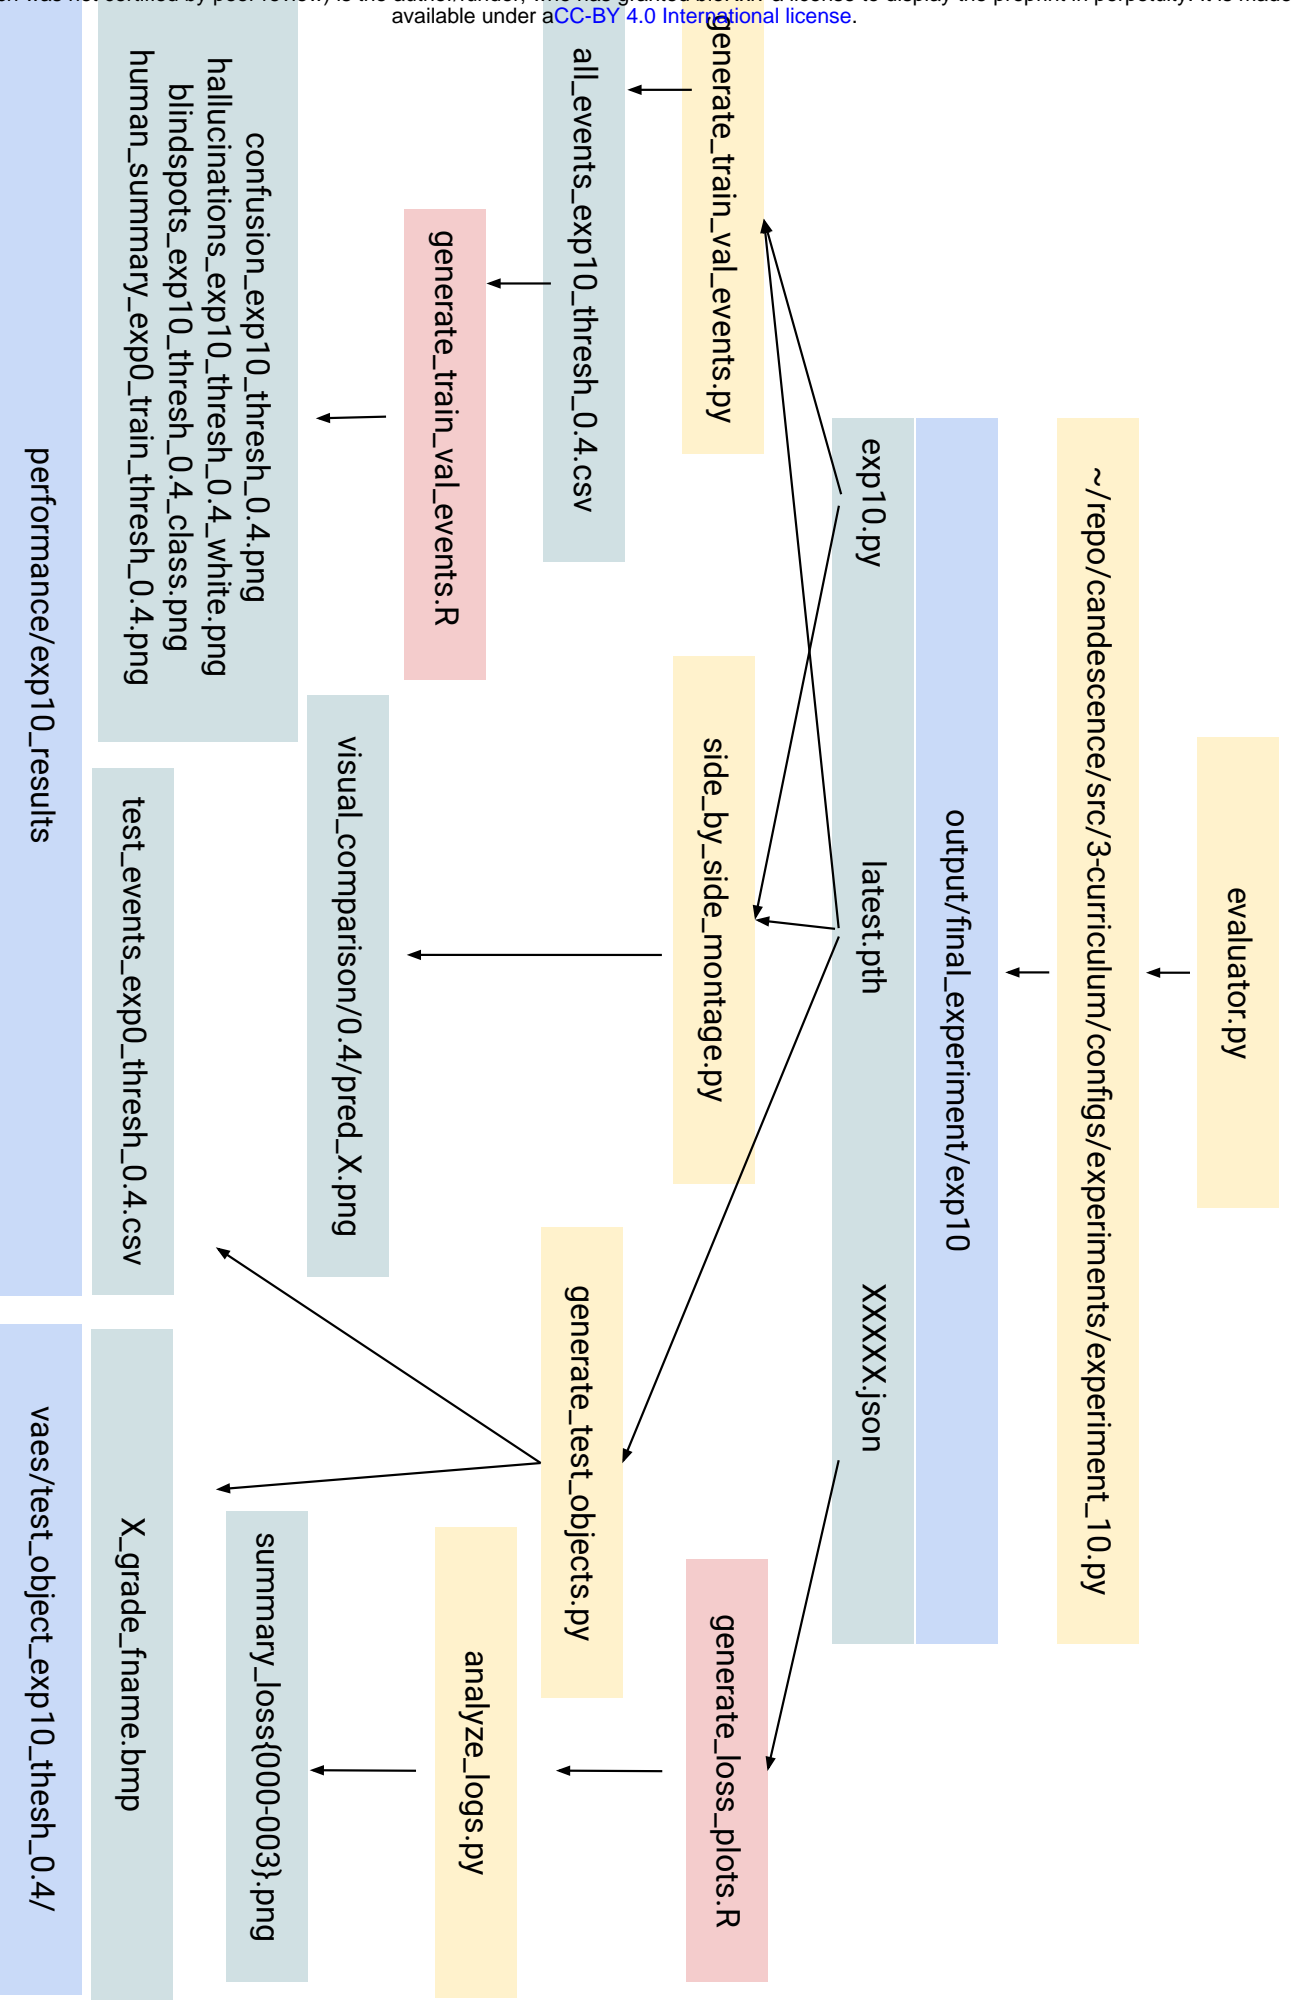 available under aCC-BY 4.0 International license.
evaluator.py
~/repo/candescence/src/3-curriculum/configs/experiments/experiment_10.py
output/final_experiment/exp10
exp10.py
latest.pth
XXXXX.json
generate_train_val_events.py
side_by_side_montage.py
generate_loss_plots.R
all_events_exp10_thresh_0.4.csv
generate_test_objects.py
generate_train_val_events.R
analyze_logs.py
visual_comparison/0.4/pred_X.png
confusion_exp10_thresh_0.4.png
hallucinations_exp10_thresh_0.4_white.png
blindspots_exp10_thresh_0.4_class.png
human_summary_exp0_train_thresh_0.4.png
summary_loss{000-003}.png
test_events_exp0_thresh_0.4.csv
X_grade_fname.bmp
performance/exp10_results
vaes/test_object_exp10_thesh_0.4/